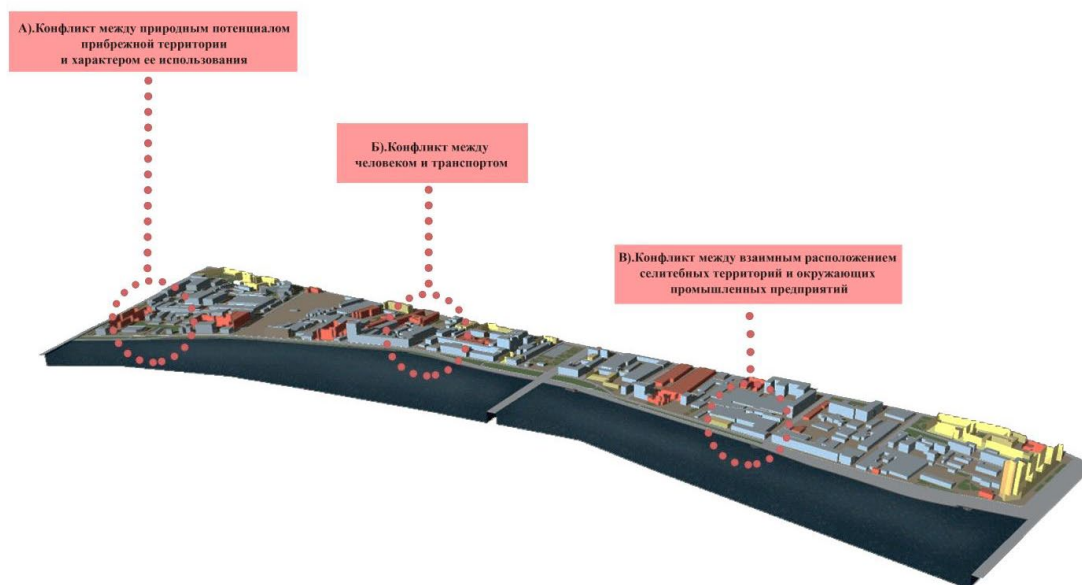 А).Конфликт между природным потенциалом
прибрежной территории
и характером ее использования
Б).Конфликт между
человеком и транспортом
В).Конфликт между взаимным расположением
селитебных территорий и окружающих
промышленных предприятий